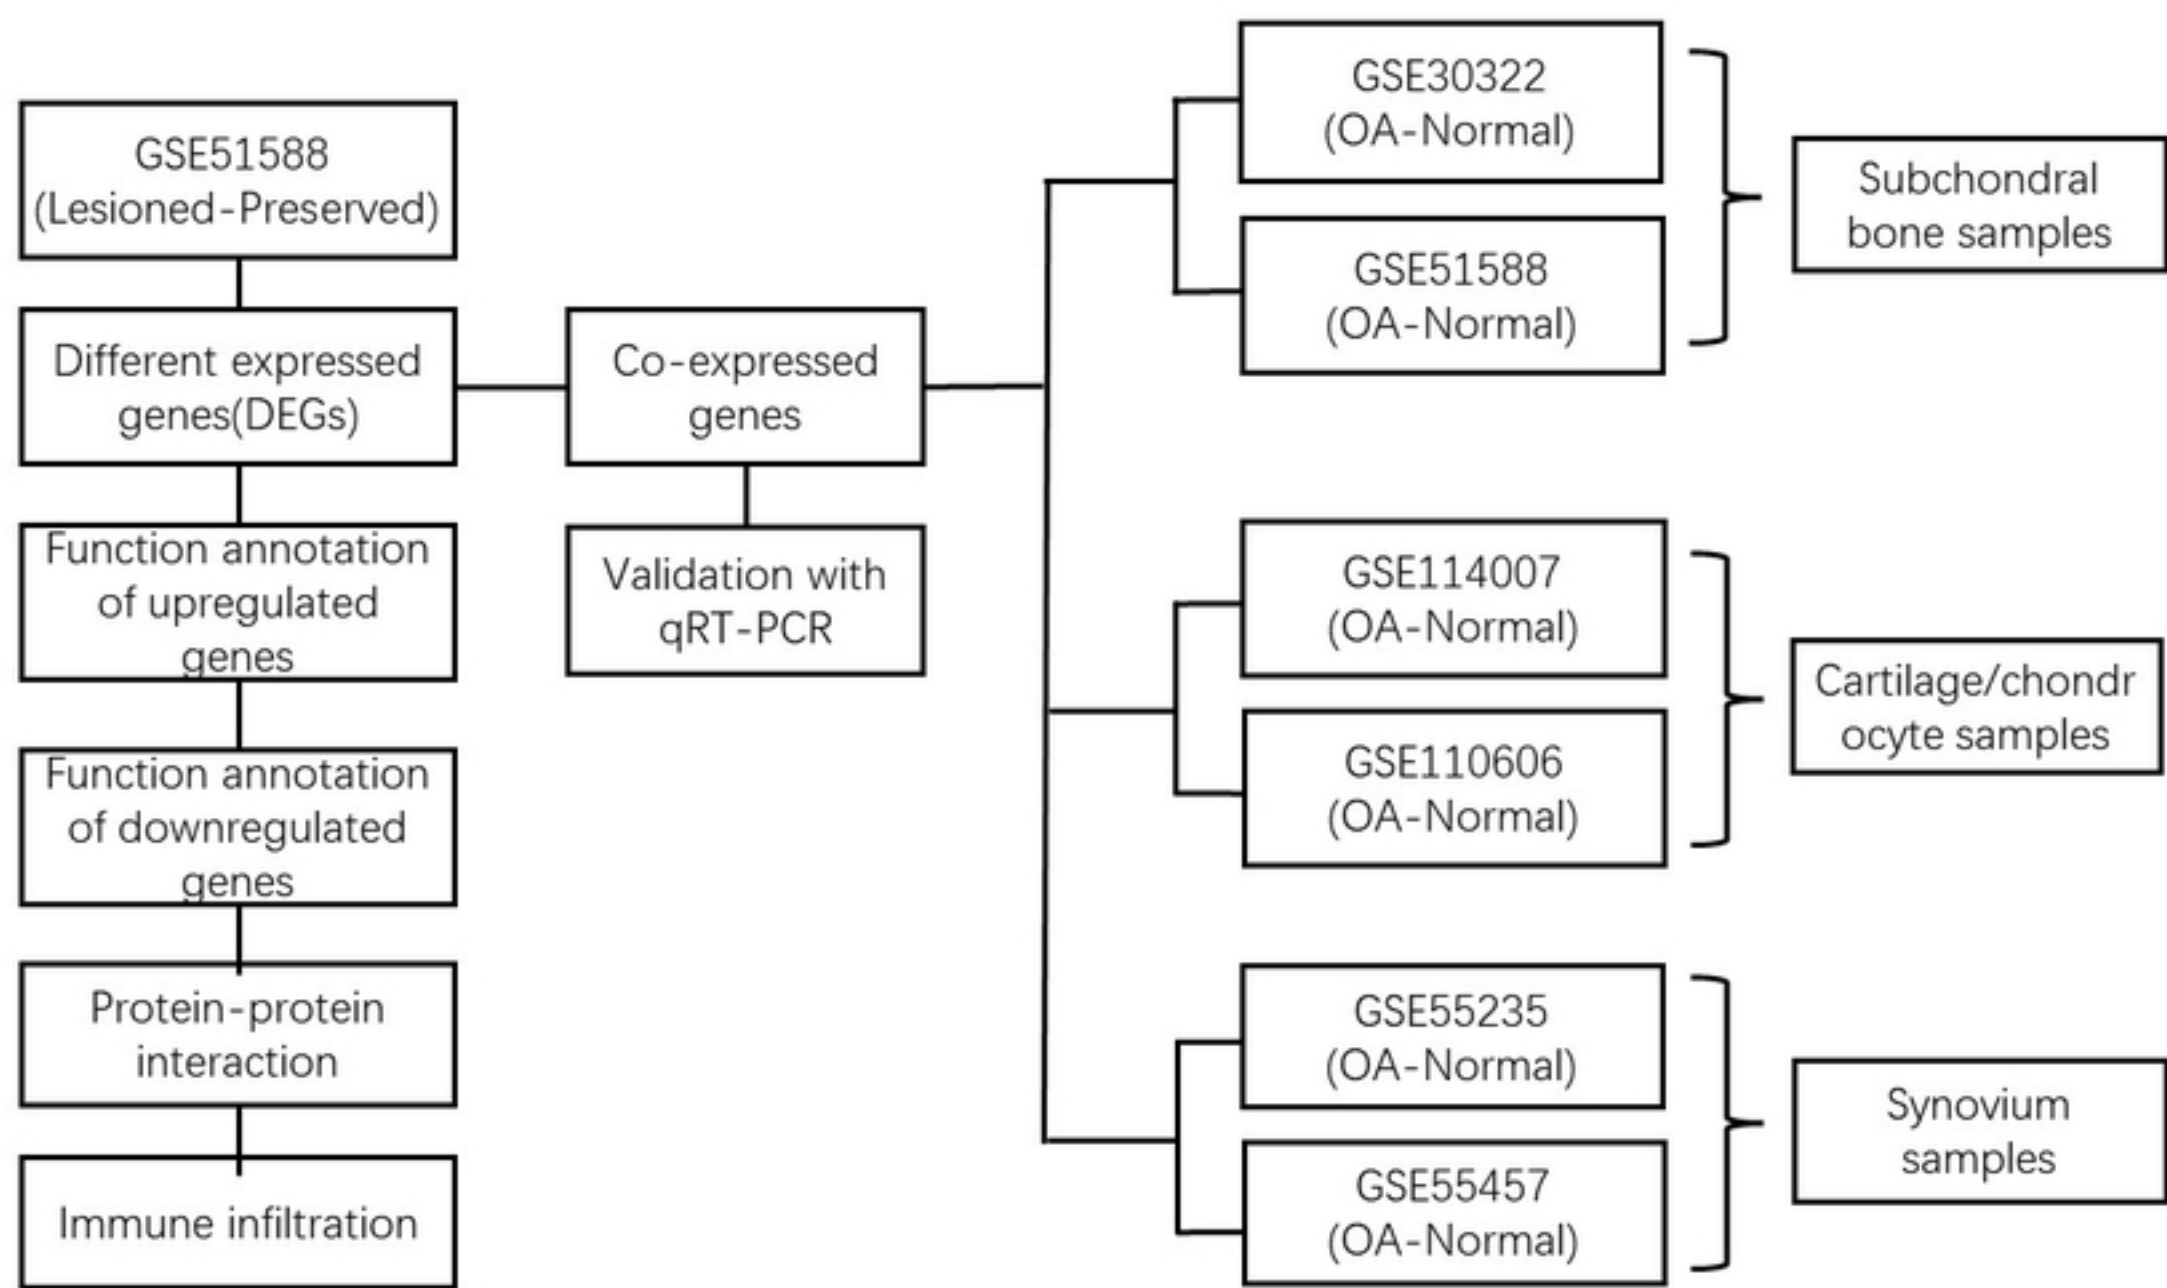 GSE51588
(Lesioned-Preserved)
Different expressed
genes(DEGs)
Function annotation
of upregulated
genes
Function annotation
of downregulated
genes
Protein-protein
interaction
Immune infiltration
Co-expressed
genes
Validation with
qRT-PCR
GSE30322
(OA-Normal)
GSE51588
(OA-Normal)
Subchondral
bone samples
GSE114007
(OA-Normal)
GSE110606
(OA-Normal)
Cartilage/chondr
ocyte samples
GSE55235
(OA-Normal)
GSE55457
(OA-Normal)
Synovium
samples